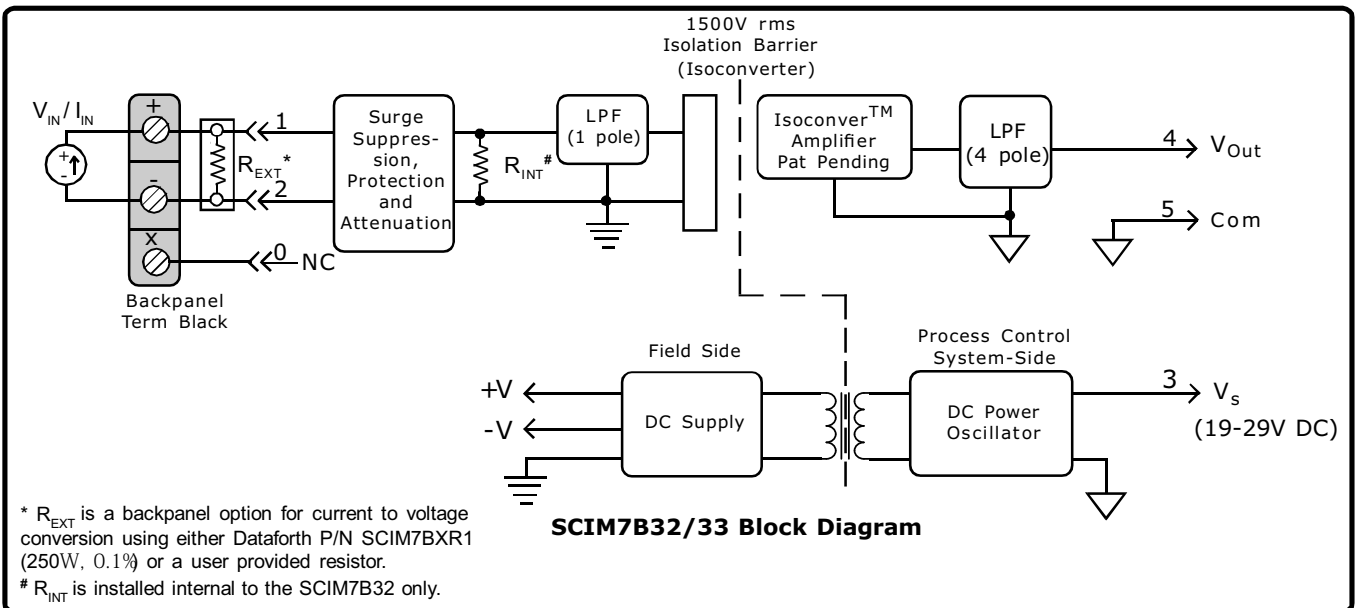 1500V rms
Isolation Barrier
(Isoconverter)
V_IN / I_IN
+
-
+
-
X
1
2
0
NC
R_EXT *
Backpanel
Term Black
Surge
Suppres-
sion,
Protection
and
Attenuation
R_INT #
LPF
(1 pole)
Isoconver™
Amplifier
Pat Pending
LPF
(4 pole)
4
V_Out
5
Com
Field Side
Process Control
System-Side
+V
-V
DC Supply
DC Power
Oscillator
3
V_s
(19-29V DC)
* R_EXT is a backpanel option for current to voltage
conversion using either Dataforth P/N SCIM7BXR1
(250W, 0.1%) or a user provided resistor.
# R_INT is installed internal to the SCIM7B32 only.
SCIM7B32/33 Block Diagram